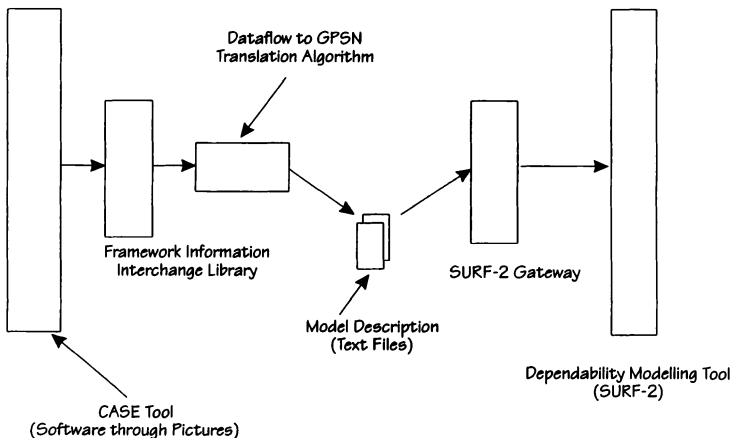 Dataflow to GPSN
Translation Algorithm
Framework Information
Interchange Library
SURF-2 Gateway
Model Description
(Text Files)
Dependability Modelling Tool
(SURF-2)
CASE Tool
(Software through Pictures)